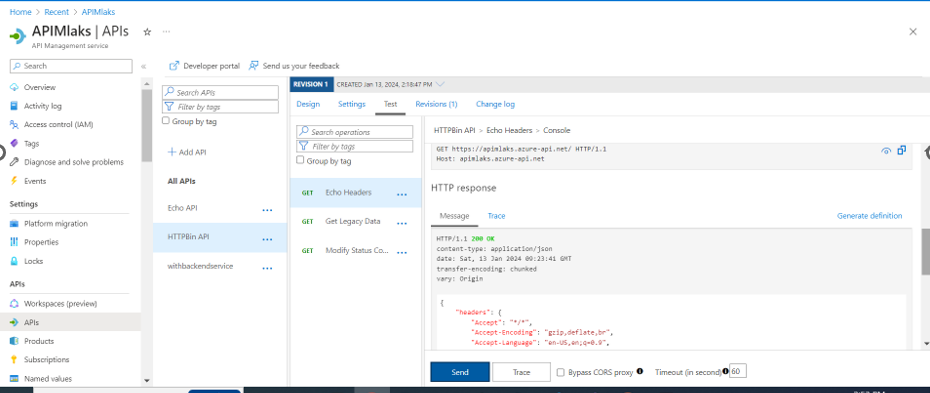 Home > Recent > APIMlaks
APIMlaks | APIs
API Management service
Search
Overview
Activity log
Access control (IAM)
Tags
Diagnose and solve problems
Events
Settings
Platform migration
Properties
Locks
APIs
Workspaces (preview)
APIs
Products
Subscriptions
Named values
Developer portal
Send us your feedback
Search APIs
Filter by tags
Group by tag
Add API
All APIs
Echo API
HTTPBin API
withbackendservice
REVISION 1 CREATED Jan 13, 2024, 2:18:47 PM
Design Settings Test Revisions (1) Change log
Search operations
Filter by tags
Group by tag
GET Echo Headers
GET Get Legacy Data
GET Modify Status Co...
HTTPBin API > Echo Headers > Console
GET https://apimlaks.azure-api.net/ HTTP/1.1
Host: apimlaks.azure-api.net
HTTP response
Message Trace Generate definition
HTTP/1.1 200 OK
content-type: application/json
date: Sat, 13 Jan 2024 09:23:41 GMT
transfer-encoding: chunked
vary: Origin
{
"headers": {
"Accept": "*/*",
"Accept-Encoding": "gzip,deflate,br",
"Accept-Language": "en-US,en;q=0.9",
Send Trace Bypass CORS proxy Timeout (in second) 60